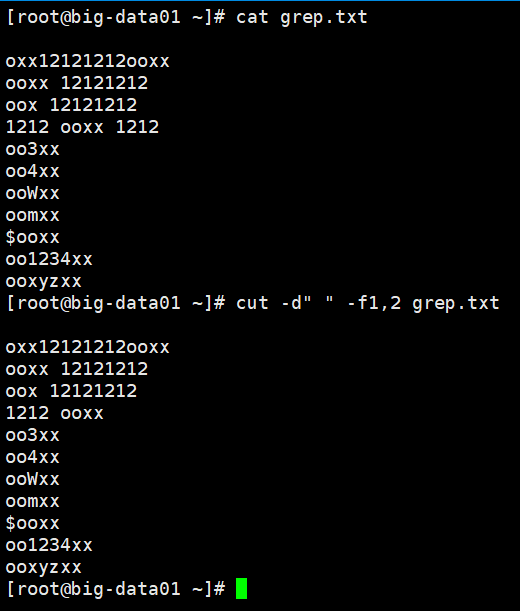 [root@big-data01 ~]# cat grep.txt

oxx12121212ooxx
ooxx 12121212
oox 12121212
1212 ooxx 1212
oo3xx
oo4xx
ooWxx
oomxx
$ooxx
oo1234xx
ooxyzxx
[root@big-data01 ~]# cut -d" " -f1,2 grep.txt

oxx12121212ooxx
ooxx 12121212
oox 12121212
1212 ooxx
oo3xx
oo4xx
ooWxx
oomxx
$ooxx
oo1234xx
ooxyzxx
[root@big-data01 ~]#